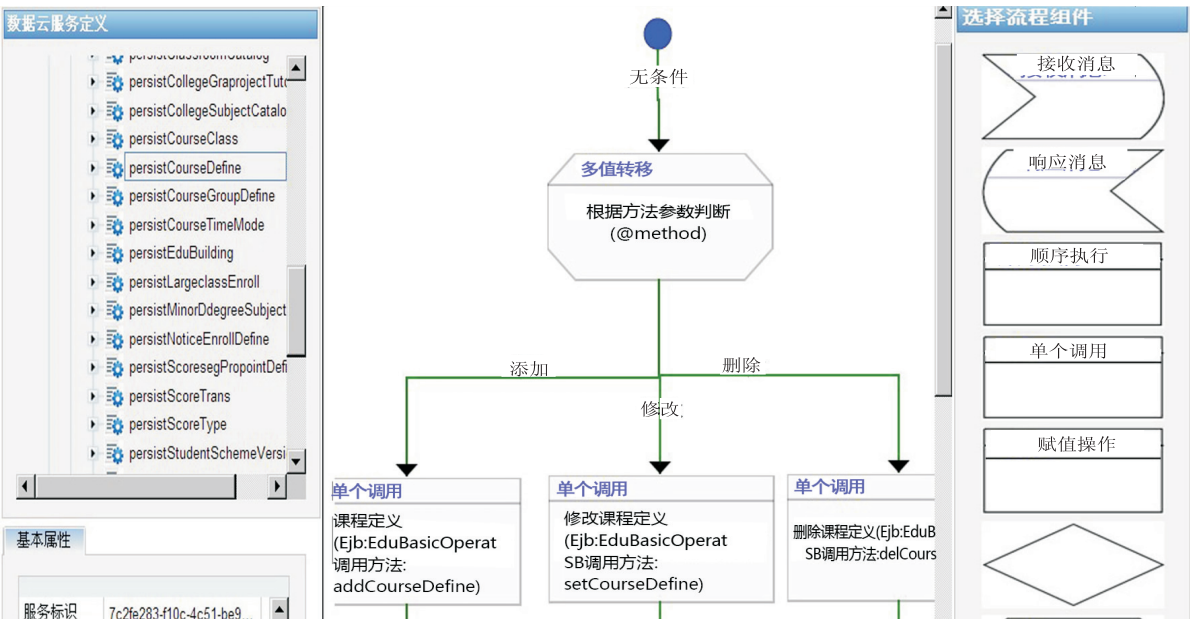 数据云服务定义
persistClassroomCatalog
persistCollegeGraprojectTuto
persistCollegeSubjectCatalo
persistCourseClass
persistCourseDefine
persistCourseGroupDefine
persistCourseTimeMode
persistEduBuilding
persistLargeclassEnroll
persistMinorDdegreeSubject
persistNoticeEnrollDefine
persistScoresegPropointDefi
persistScoreTrans
persistScoreType
persistStudentSchemeVersi
基本属性
服务标识 7c2fe283-f10c-4c51-be9...
无条件
多值转移
根据方法参数判断
(@method)
添加
删除
修改
单个调用
课程定义
(Ejb:EduBasicOperat
调用方法:
addCourseDefine)
单个调用
修改课程定义
(Ejb:EduBasicOperat
SB调用方法:
setCourseDefine)
单个调用
删除课程定义(Ejb:EduB
SB调用方法:delCours
选择流程组件
接收消息
响应消息
顺序执行
单个调用
赋值操作